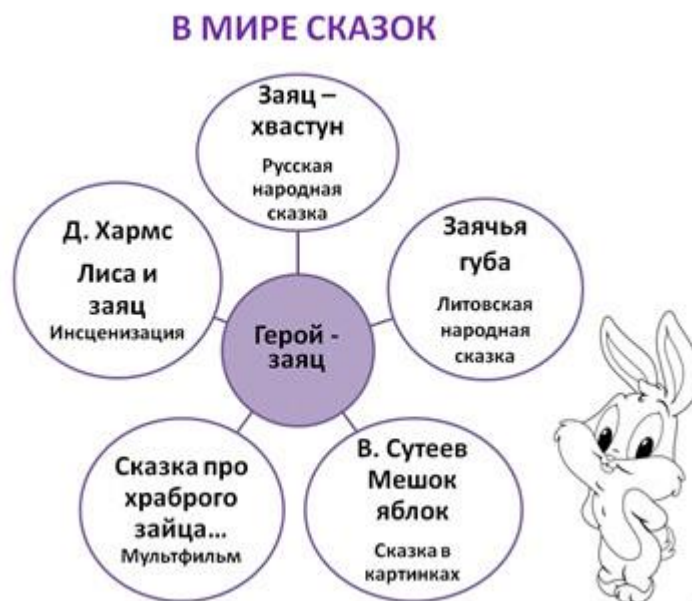 В МИРЕ СКАЗОК
Заяц –
хвастун
Русская
народная
сказка
Заячья
губа
Литовская
народная
сказка
В. Сутеев
Мешок
яблок
Сказка в
картинках
Сказка про
храброго
зайца...
Мультфильм
Д. Хармс
Лиса и
заяц
Инсценизация
Герой -
заяц